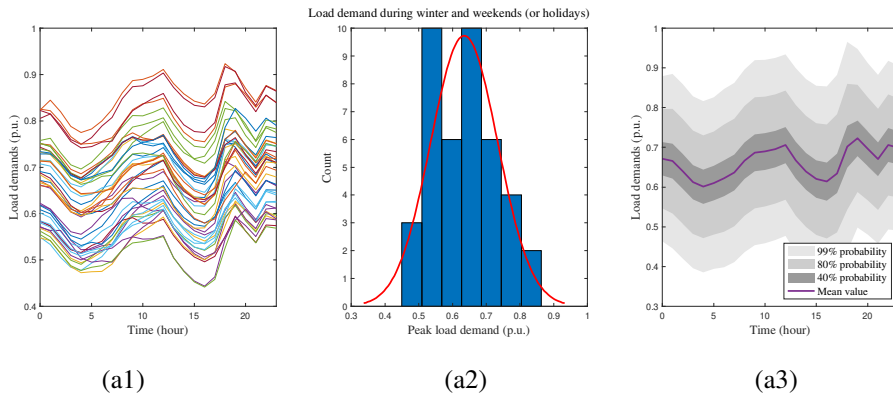 Load demand during winter and weekends (or holidays)
1
0.9
0.8
0.7
0.6
0.5
0.4
0 5 10 15 20
Load demands (p.u.)
Time (hour)
10
9
8
7
6
5
4
3
2
1
0
0.3 0.4 0.5 0.6 0.7 0.8 0.9 1
Count
Peak load demand (p.u.)
1
0.9
0.8
0.7
0.6
0.5
0.4
0.3
0 5 10 15 20
Load demands (p.u.)
Time (hour)
99% probability
80% probability
40% probability
Mean value
(a1) (a2) (a3)